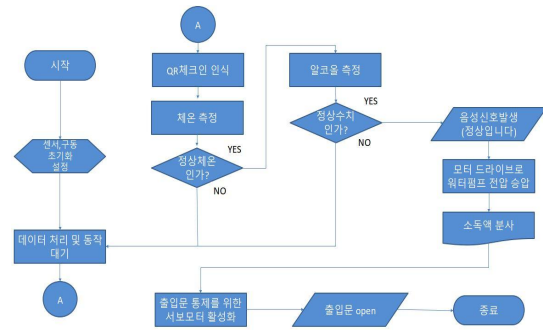 시작
센서,구동
초기화
설정
데이터 처리 및 동작
대기
A
A
QR체크인 인식
체온 측정
정상체온
인가?
YES
NO
알코올 측정
정상수치
인가?
YES
NO
음성신호발생
(정상입니다)
모터 드라이브로
워터펌프 전압 승압
소독액 분사
출입문 통제를 위한
서보모터 활성화
출입문 open
종료